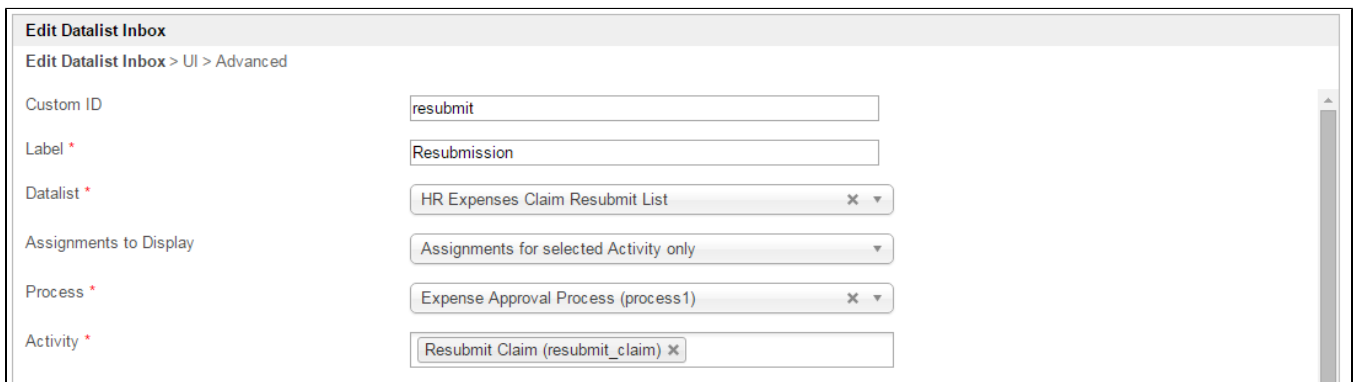 Edit Datalist Inbox
Edit Datalist Inbox > UI > Advanced
Custom ID
resubmit
Label *
Resubmission
Datalist *
HR Expenses Claim Resubmit List
Assignments to Display
Assignments for selected Activity only
Process *
Expense Approval Process (process1)
Activity *
Resubmit Claim (resubmit_claim)